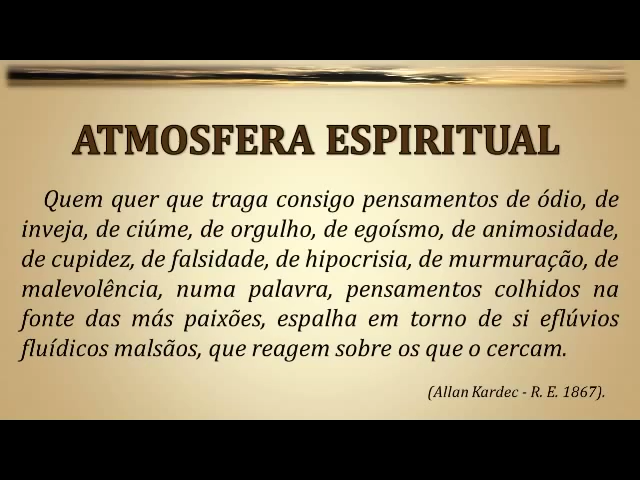 ATMOSFERA ESPIRITUAL
Quem quer que traga consigo pensamentos de ódio, de
inveja, de ciúme, de orgulho, de egoísmo, de animosidade,
de cupidez, de falsidade, de hipocrisia, de murmuração, de
malevolência, numa palavra, pensamentos colhidos na
fonte das más paixões, espalha em torno de si eflúvios
fluídicos malsãos, que reagem sobre os que o cercam.
(Allan Kardec - R. E. 1867).